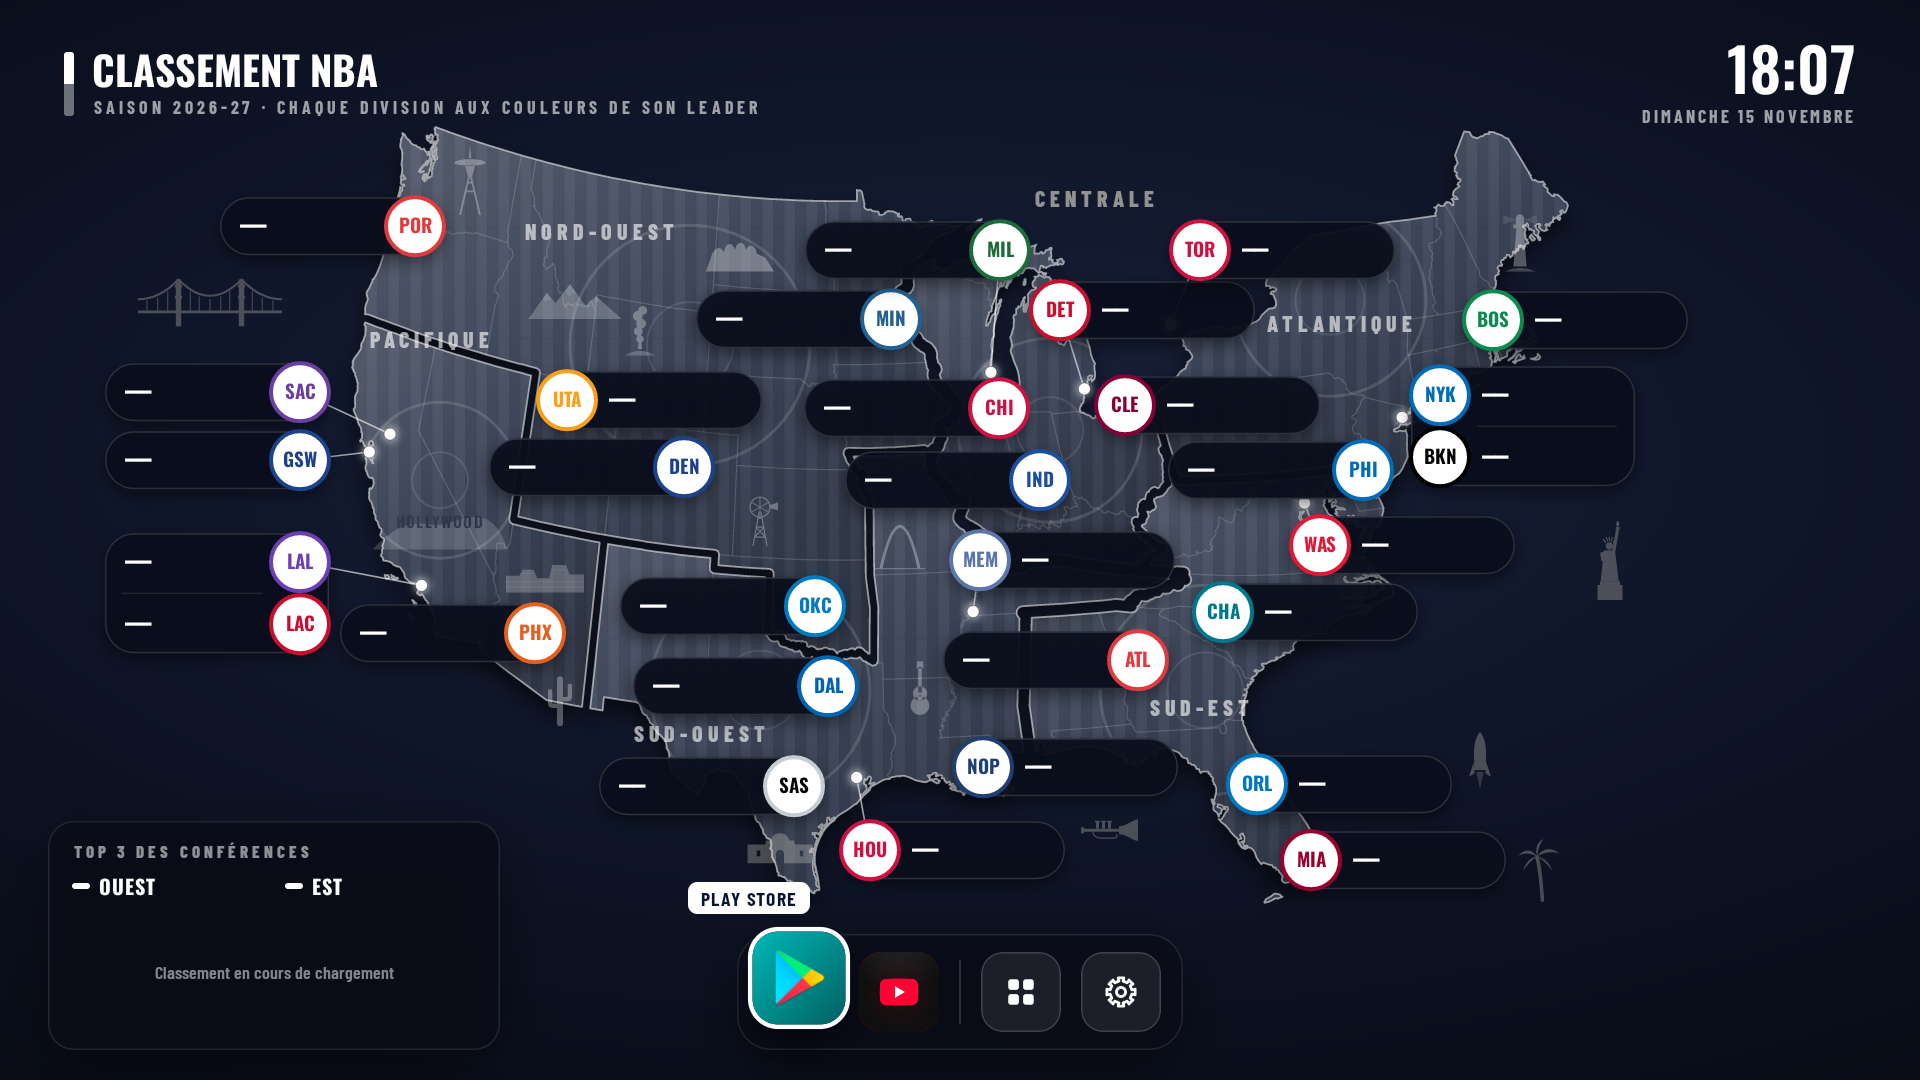 CLASSEMENT NBA
SAISON 2026-27 · CHAQUE DIVISION AUX COULEURS DE SON LEADER
18:07
DIMANCHE 15 NOVEMBRE
CENTRALE
— POR
NORD-OUEST
— MIL
TOR —
DET —
— MIN
ATLANTIQUE
BOS —
PACIFIQUE
— SAC
UTA —
— CHI
CLE —
NYK —
— GSW
— DEN
— IND
— PHI
BKN —
HOLLYWOOD
— LAL
MEM —
WAS —
— LAC
— PHX
— OKC
CHA —
— ATL
— DAL
SUD-EST
SUD-OUEST
— SAS
NOP —
ORL —
HOU —
MIA —
TOP 3 DES CONFÉRENCES
— OUEST
— EST
Classement en cours de chargement
PLAY STORE